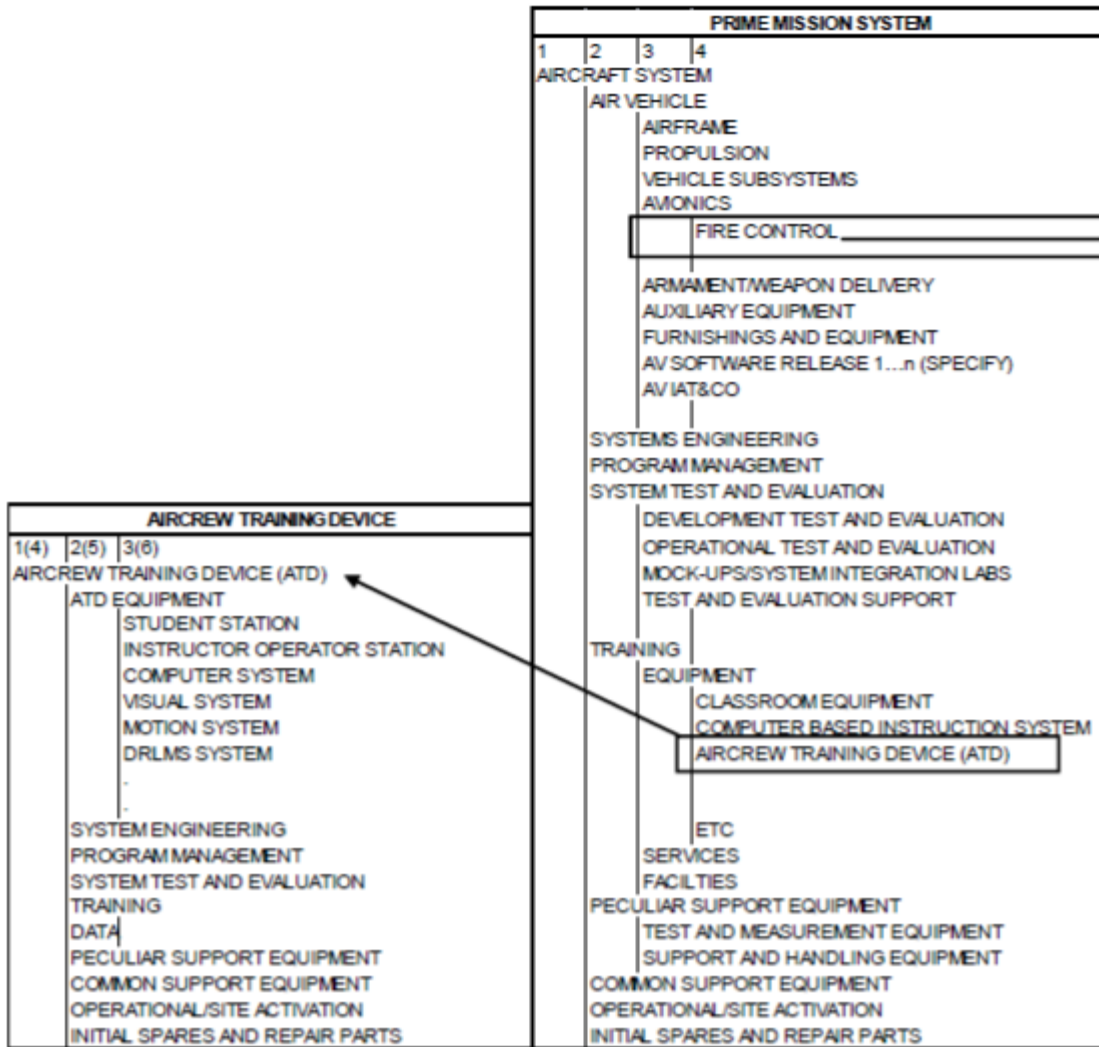 PRIME MISSION SYSTEM
1 2 3 4
AIRCRAFT SYSTEM
AIR VEHICLE
AIRFRAME
PROPULSION
VEHICLE SUBSYSTEMS
AVIONICS
FIRE CONTROL
ARMAMENT/WEAPON DELIVERY
AUXILIARY EQUIPMENT
FURNISHINGS AND EQUIPMENT
AV SOFTWARE RELEASE 1…n (SPECIFY)
AV IAT&CO
SYSTEMS ENGINEERING
PROGRAM MANAGEMENT
SYSTEM TEST AND EVALUATION
DEVELOPMENT TEST AND EVALUATION
OPERATIONAL TEST AND EVALUATION
MOCK-UPS/SYSTEM INTEGRATION LABS
TEST AND EVALUATION SUPPORT
TRAINING
EQUIPMENT
CLASSROOM EQUIPMENT
COMPUTER BASED INSTRUCTION SYSTEM
AIRCREW TRAINING DEVICE (ATD)
ETC
SERVICES
FACILTIES
PECULIAR SUPPORT EQUIPMENT
TEST AND MEASUREMENT EQUIPMENT
SUPPORT AND HANDLING EQUIPMENT
COMMON SUPPORT EQUIPMENT
OPERATIONAL/SITE ACTIVATION
INITIAL SPARES AND REPAIR PARTS
AIRCREW TRAINING DEVICE
1(4) 2(5) 3(6)
AIRCREW TRAINING DEVICE (ATD)
ATD EQUIPMENT
STUDENT STATION
INSTRUCTOR OPERATOR STATION
COMPUTER SYSTEM
VISUAL SYSTEM
MOTION SYSTEM
DRLMS SYSTEM
.
.
SYSTEM ENGINEERING
PROGRAM MANAGEMENT
SYSTEM TEST AND EVALUATION
TRAINING
DATA
PECULIAR SUPPORT EQUIPMENT
COMMON SUPPORT EQUIPMENT
OPERATIONAL/SITE ACTIVATION
INITIAL SPARES AND REPAIR PARTS